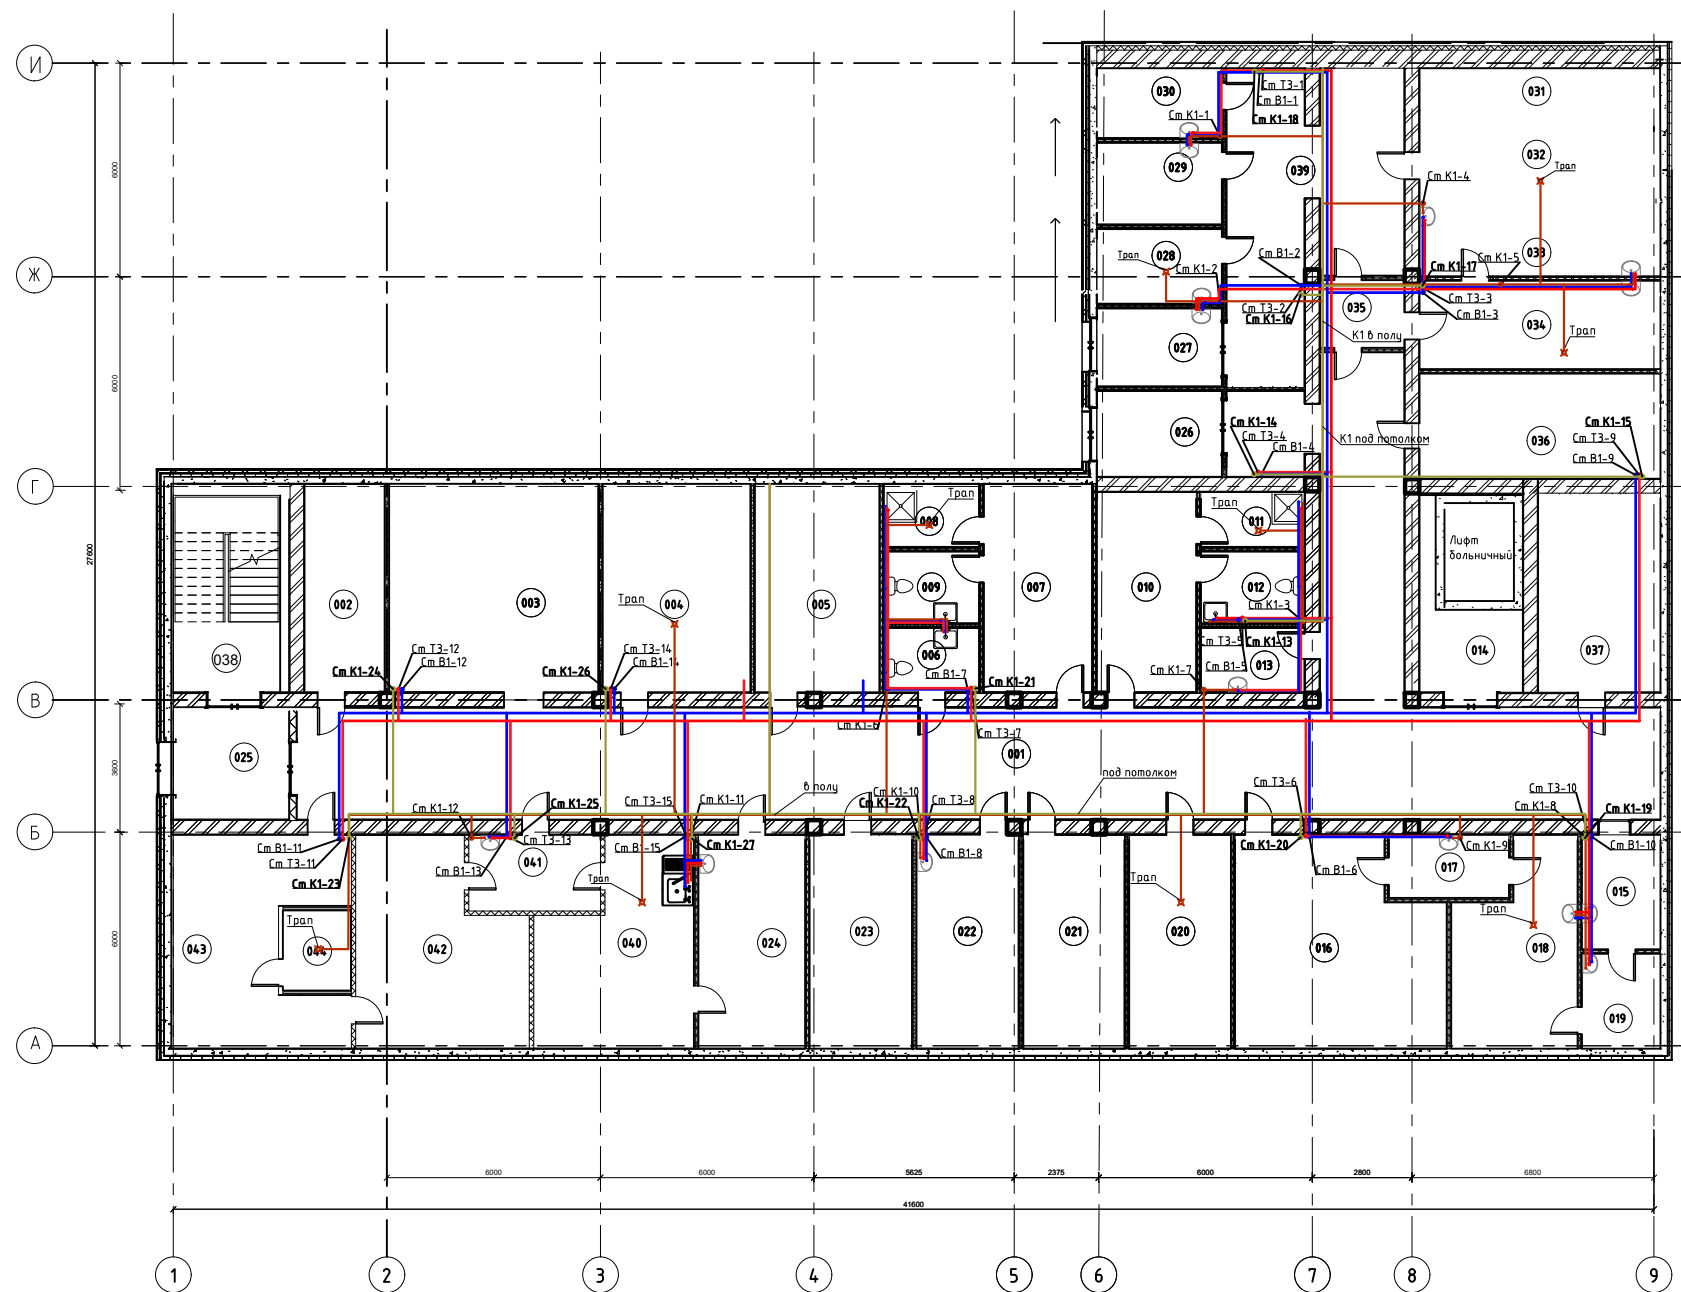 И
030
Ст Т3-1
Ст В1-1
Ст К1-1
Ст К1-18
031
029
039
032
Трап
Ст К1-4
6000
028
Трап
Ст К1-2
Ст В1-2
033
Ст К1-5
Ст К1-17
Ж
Ст Т3-2
Ст К1-16
035
Ст Т3-3
Ст В1-3
034
Трап
К1 в полу
027
6000
026
Ст К1-14
Ст Т3-4
Ст В1-4
К1 под потолком
036
Ст К1-15
Ст Т3-9
Ст В1-9
Г
Трап
008
Трап
011
Лифт
больничный
27600
002
003
Трап
004
005
009
007
010
012
Ст К1-3
038
Ст Т3-12
Ст В1-12
Ст К1-24
Ст Т3-14
Ст В1-14
Ст К1-26
006
Ст В1-7
Ст К1-21
Ст К1-7
Ст Т3-5
Ст К1-13
Ст В1-5
013
014
037
В
Ст К1-6
Ст Т3-7
025
001
3600
в полу
под потолком
Ст К1-12
Ст К1-25
Ст Т3-15
Ст К1-11
Ст К1-10
Ст К1-22
Ст Т3-8
Ст Т3-6
Ст Т3-10
Ст К1-8
Ст К1-19
Б
Ст В1-11
Ст Т3-11
Ст К1-23
Ст В1-13
Ст Т3-13
041
Ст В1-15
Ст К1-27
Ст В1-8
Ст К1-20
Ст В1-6
Ст К1-9
Ст В1-10
017
015
Трап
Трап
Трап
Трап
6000
043
044
042
040
024
023
022
021
020
016
018
019
А
6000
6000
5625
2375
6000
2800
6800
41600
1
2
3
4
5
6
7
8
9